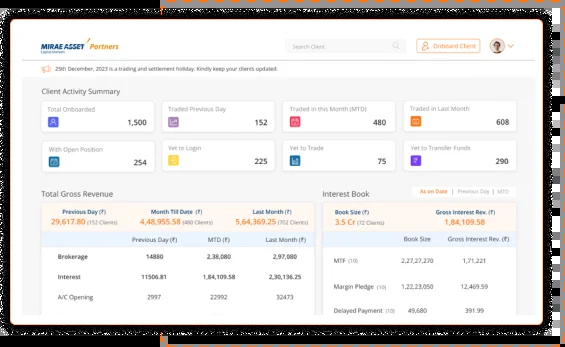 MIRAE ASSET Partners
Capital Markets
Search Client
Onboard Client
25th December, 2023 is a trading and settlement holiday. Kindly keep your clients updated.
Client Activity Summary
Total Onboarded
1,500
Traded Previous Day
152
Traded in this Month (MTD)
480
Traded in Last Month
608
With Open Position
254
Yet to Login
225
Yet to Trade
75
Yet to Transfer Funds
290
Total Gross Revenue
Previous Day (₹) Month Till Date (₹) Last Month (₹)
29,617.80 (152 Clients) 4,48,955.58 (480 Clients) 5,64,369.25 (702 Clients)
Previous Day (₹) MTD (₹) Last Month (₹)
Brokerage 14880 2,38,080 2,97,080
Interest 11506.81 1,84,109.58 2,30,136.25
A/C Opening 2997 22992 32473
Interest Book
As on Date | Previous Day | MTD
Book Size (₹) Gross Interest Rev. (₹)
3.5 Cr (72 Clients) 1,84,109.58
Book Size Gross Interest Rev. (₹)
MTF (10) 2,27,27,270 1,71,221
Margin Pledge (10) 1,22,23,050 12,469.59
Delayed Payment (10) 49,680 391.99